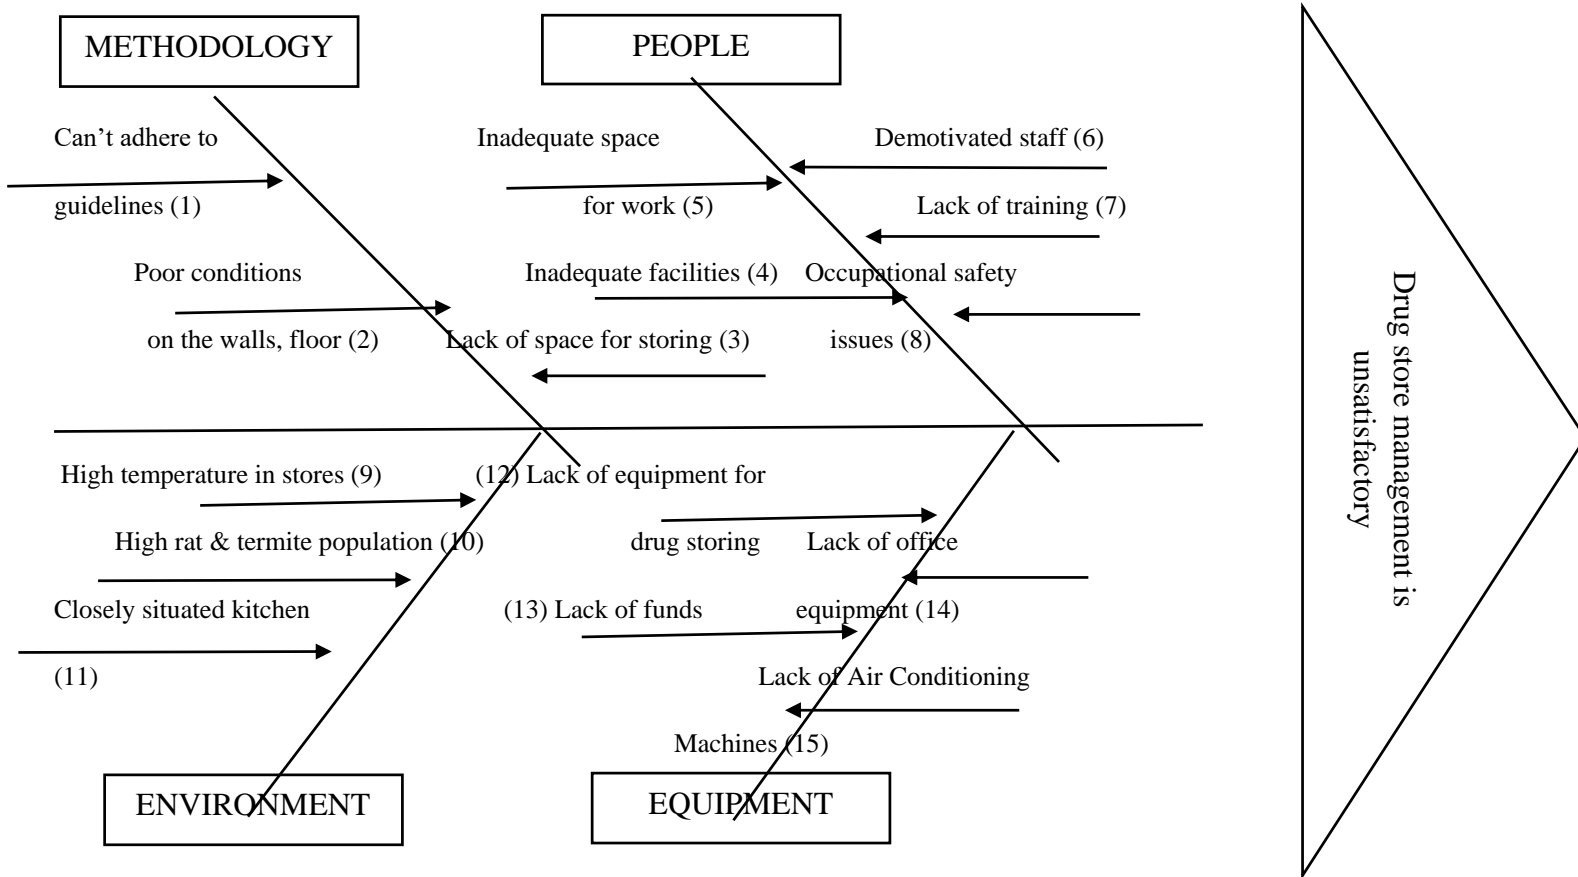 METHODOLOGY
PEOPLE
Can’t adhere to
guidelines (1)
Poor conditions
on the walls, floor (2)
Lack of space for storing (3)
Inadequate space
for work (5)
Inadequate facilities (4)
Demotivated staff (6)
Lack of training (7)
Occupational safety
issues (8)
High temperature in stores (9)
High rat & termite population (10)
Closely situated kitchen
(11)
(12) Lack of equipment for
drug storing
(13) Lack of funds
Lack of office
equipment (14)
Lack of Air Conditioning
Machines (15)
ENVIRONMENT
EQUIPMENT
Drug store management is
unsatisfactory